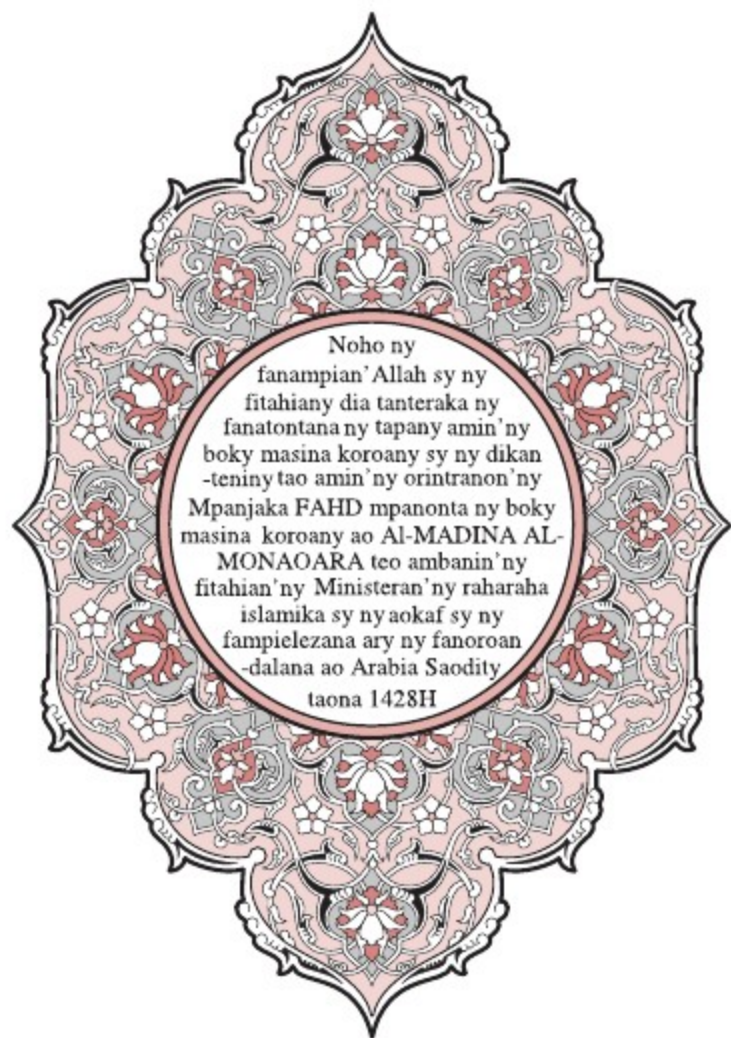 Noho ny
fanampian’Allah sy ny
fitahiany dia tanteraka ny
fanatontana ny tapany amin’ny
boky masina koroany sy ny dikan
-teniny tao amin’ny orintranon’ny
Mpanjaka FAHD mpanonta ny boky
masina koroany ao Al-MADINA AL-
MONAOARA teo ambanin’ny
fitahian’ny Ministeran’ny raharaha
islamika sy ny aokaf sy ny
fampielezana ary ny fanoroan
-dalana ao Arabia Saodity
taona 1428H